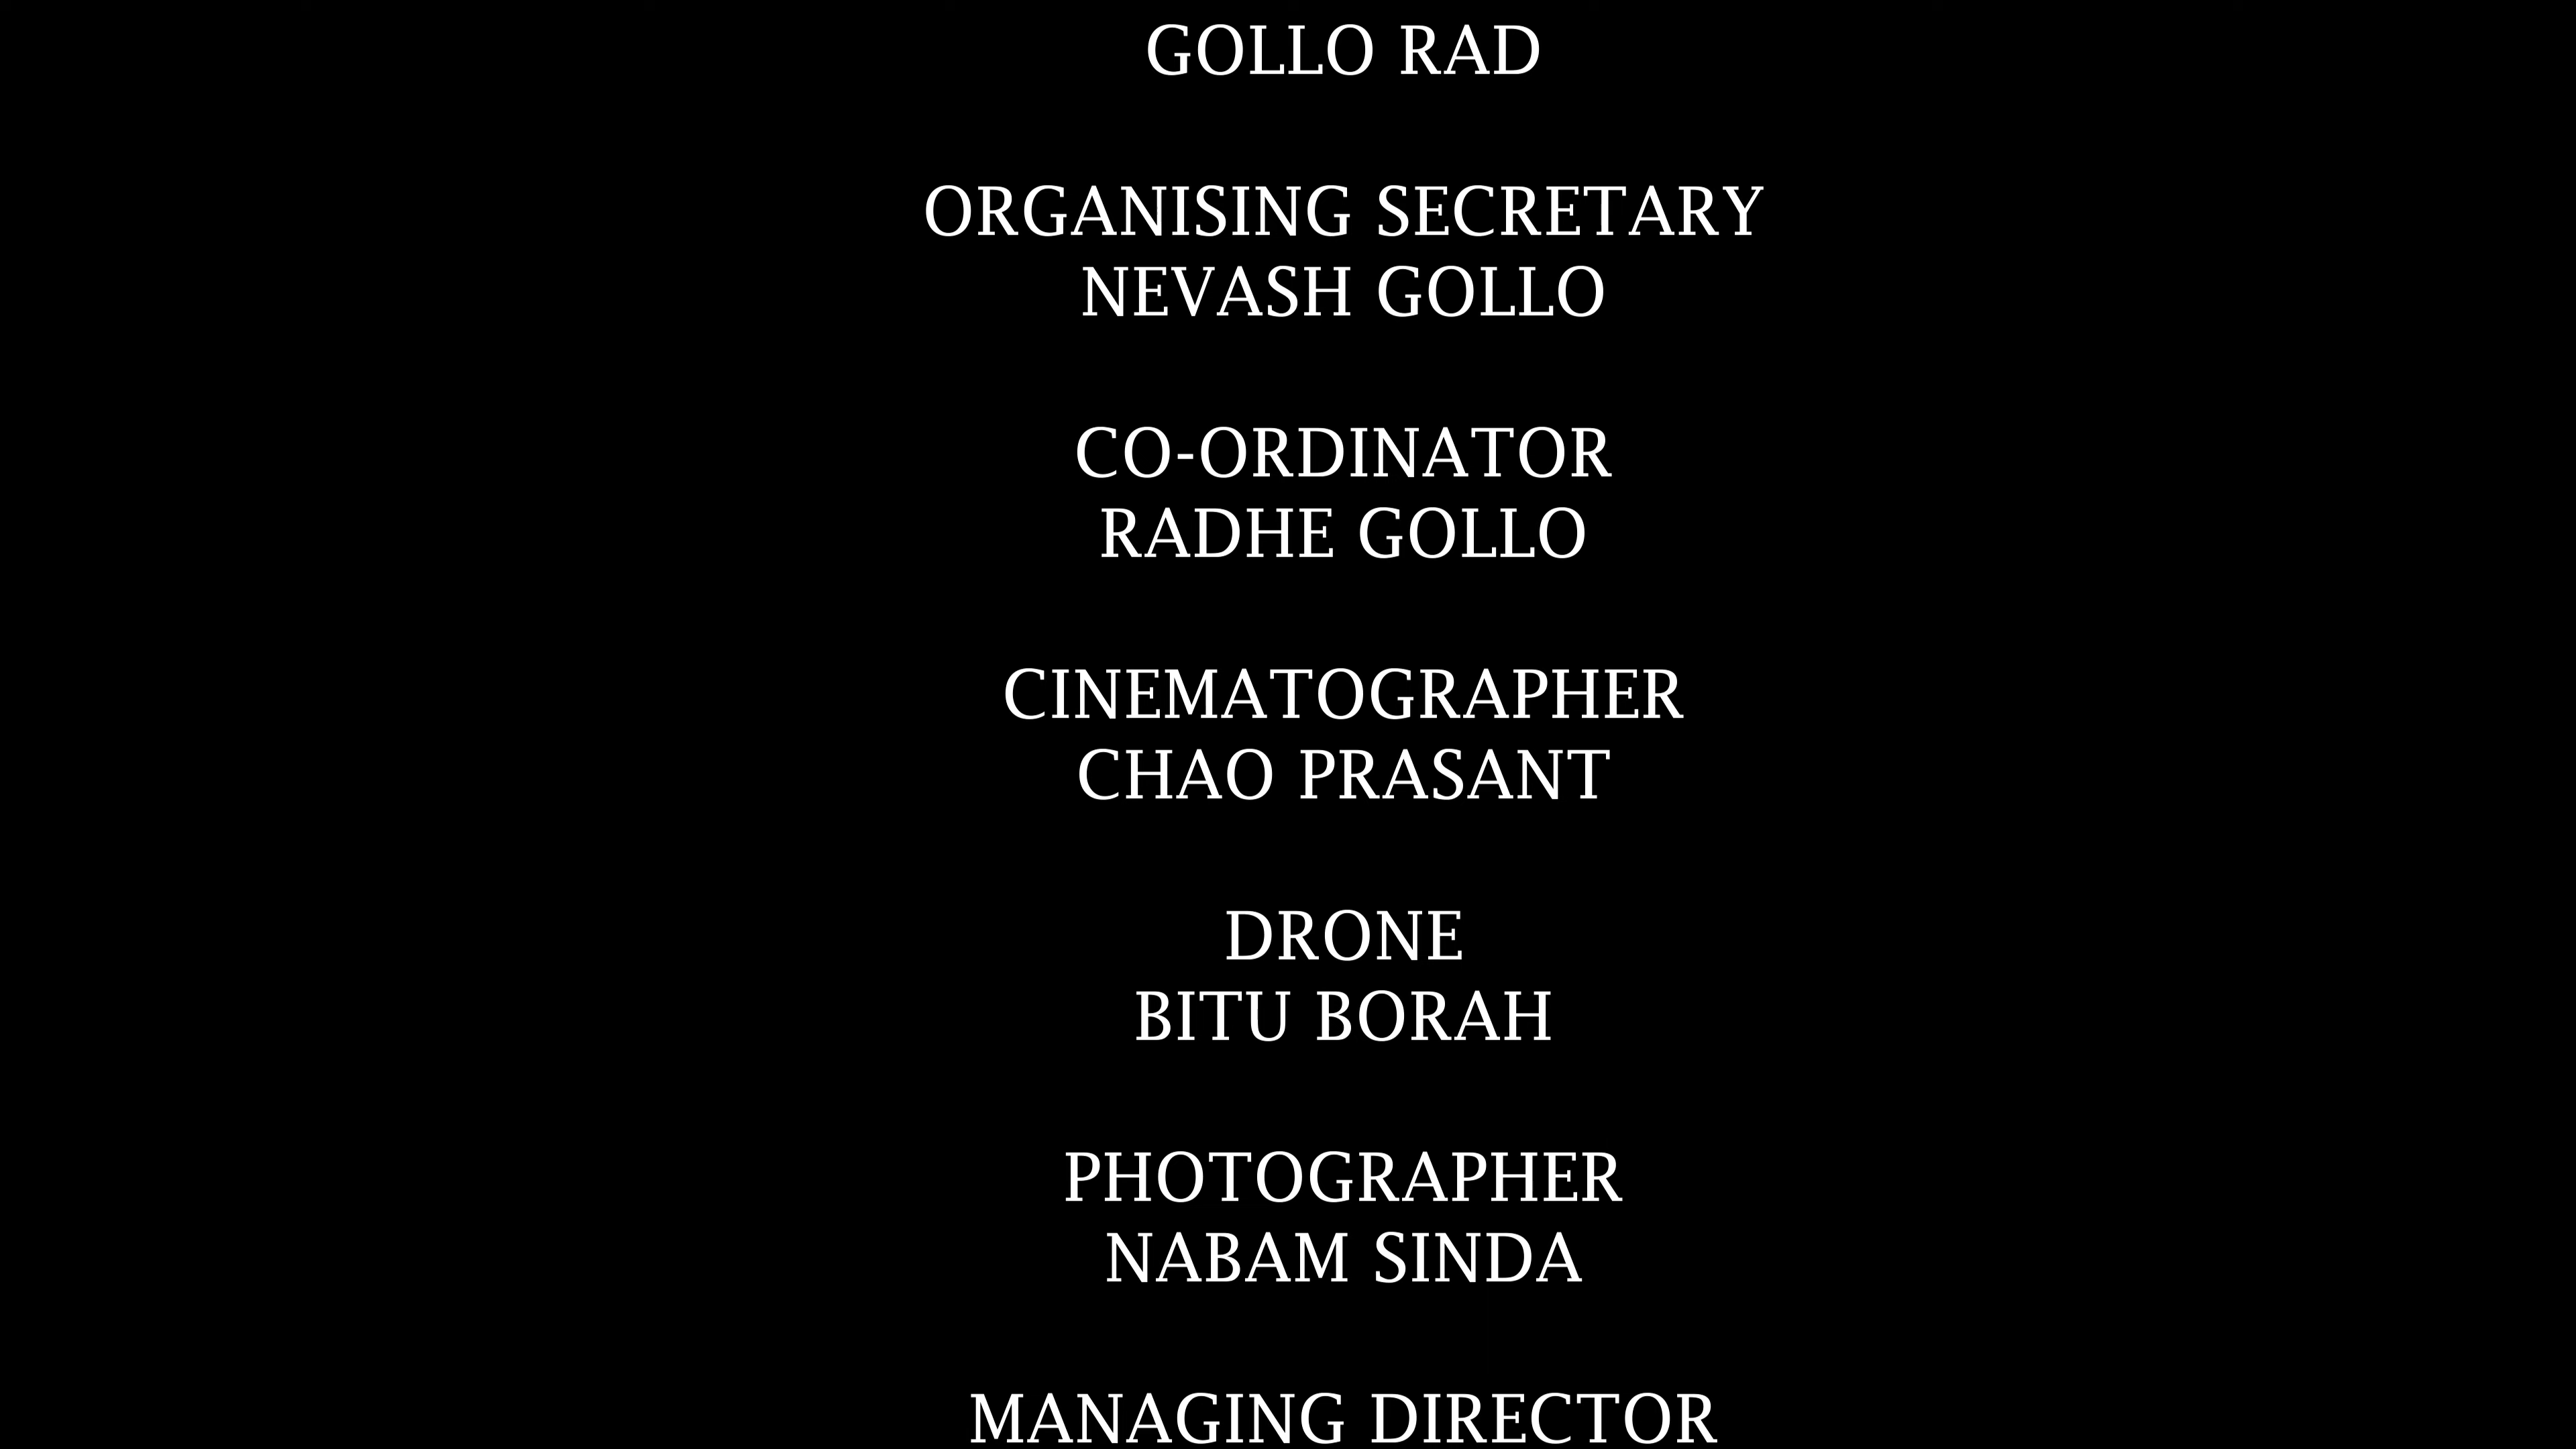 GOLLO RAD
ORGANISING SECRETARY
NEVASH GOLLO
CO-ORDINATOR
RADHE GOLLO
CINEMATOGRAPHER
CHAO PRASANT
DRONE
BITU BORAH
PHOTOGRAPHER
NABAM SINDA
MANAGING DIRECTOR